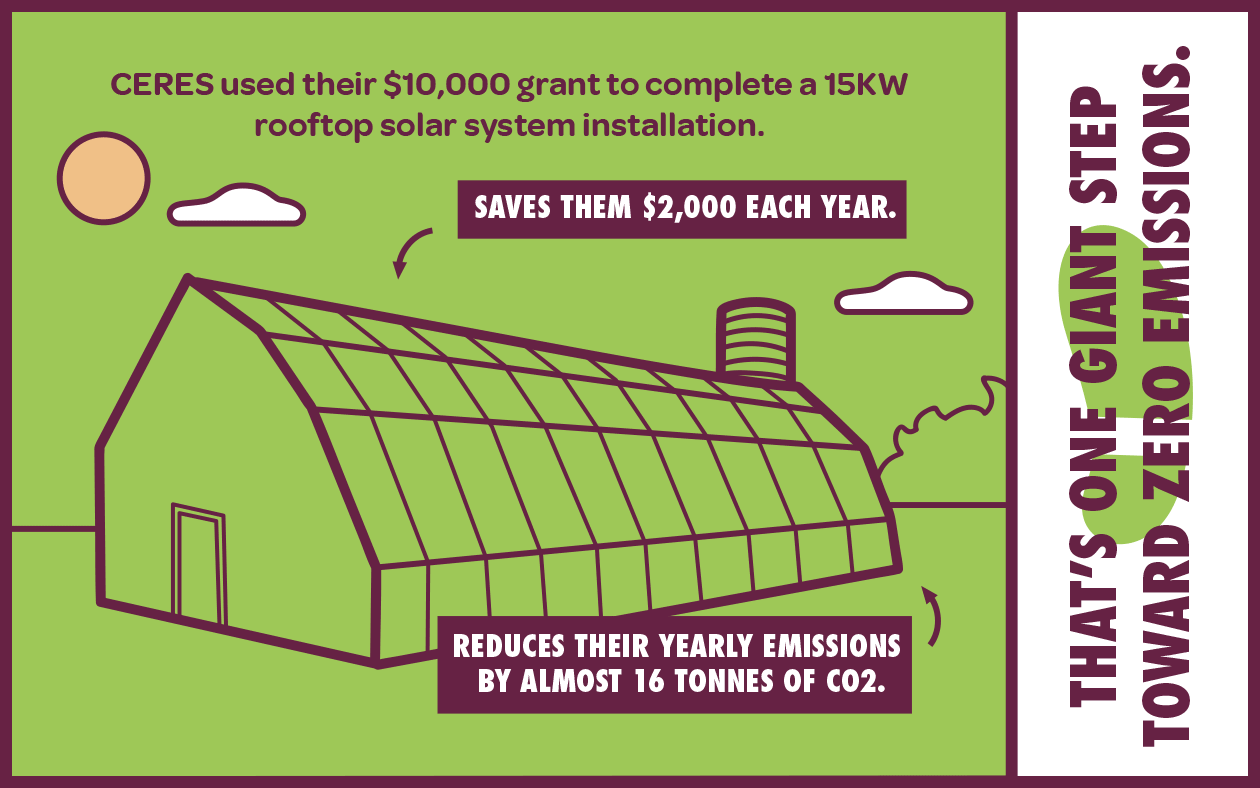 CERES used their $10,000 grant to complete a 15KW
rooftop solar system installation.
SAVES THEM $2,000 EACH YEAR.
REDUCES THEIR YEARLY EMISSIONS
BY ALMOST 16 TONNES OF CO2.
THAT'S ONE GIANT STEP
TOWARD ZERO EMISSIONS.